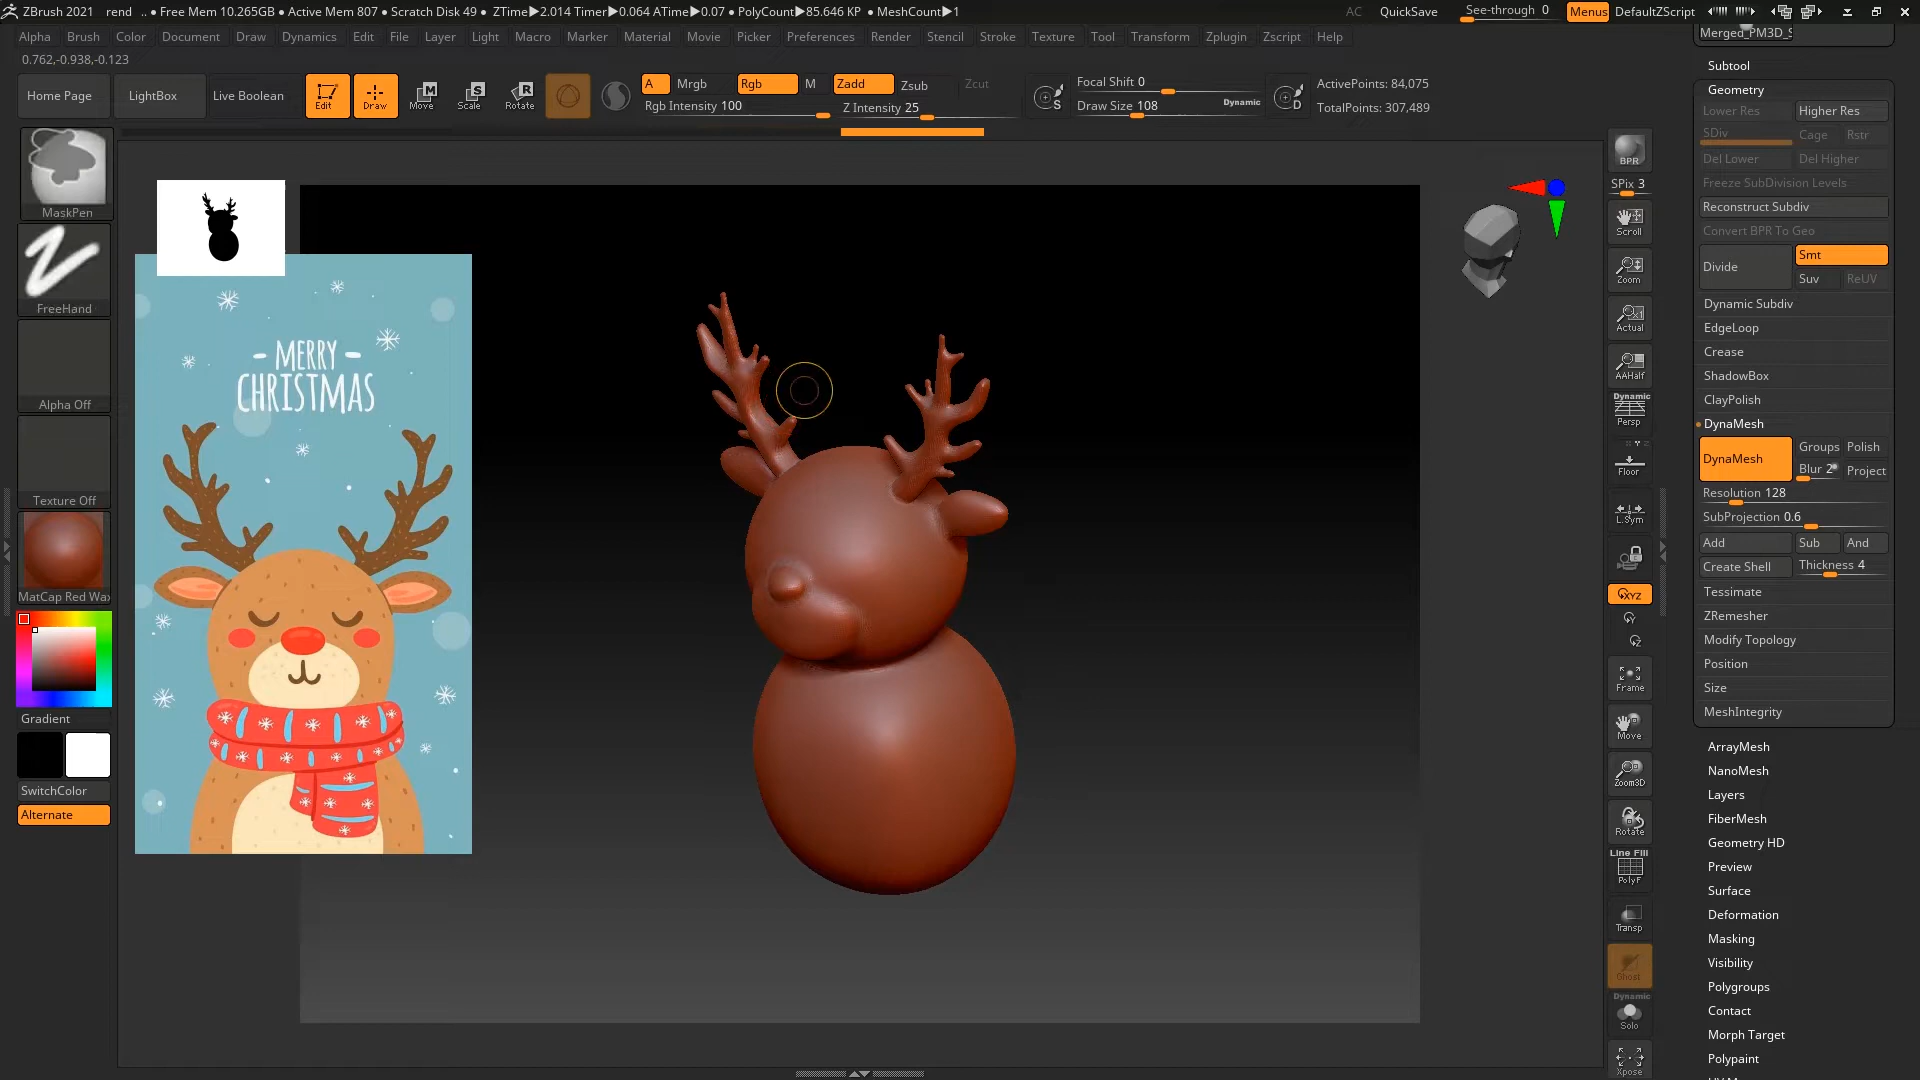 ZBrush 2021 rend .. • Free Mem 10.265GB • Active Mem 807 • Scratch Disk 49 • ZTime▶2.014 Timer▶0.064 ATime▶0.07 • PolyCount▶85.646 KP • MeshCount▶1 AC QuickSave See-through 0 Menus DefaultZScript
Alpha Brush Color Document Draw Dynamics Edit File Layer Light Macro Marker Material Movie Picker Preferences Render Stencil Stroke Texture Tool Transform Zplugin Zscript Help
0.762,-0.938,-0.123
Home Page LightBox Live Boolean Edit Draw Move Scale Rotate
A Mrgb Rgb M Zadd Zsub Zcut
Rgb Intensity 100 Z Intensity 25
Focal Shift 0
Draw Size 108 Dynamic
ActivePoints: 84,075
TotalPoints: 307,489
MaskPen
FreeHand
Alpha Off
Texture Off
MatCap Red Wax
Gradient
SwitchColor
Alternate
- MERRY -
CHRISTMAS
BPR
SPix 3
Scroll
Zoom
Actual
AAHalf
Dynamic
Persp
Floor
L.Sym
XYZ
Frame
Move
Zoom3D
Rotate
Line Fill
PolyF
Transp
Ghost
Dynamic
Solo
Xpose
Merged_PM3D_S
Subtool
Geometry
Lower Res Higher Res
SDiv Cage Rstr
Del Lower Del Higher
Freeze SubDivision Levels
Reconstruct Subdiv
Convert BPR To Geo
Divide Smt
Suv ReUV
Dynamic Subdiv
EdgeLoop
Crease
ShadowBox
ClayPolish
DynaMesh
DynaMesh Groups Polish
Blur 2 Project
Resolution 128
SubProjection 0.6
Add Sub And
Create Shell Thickness 4
Tessimate
ZRemesher
Modify Topology
Position
Size
MeshIntegrity
ArrayMesh
NanoMesh
Layers
FiberMesh
Geometry HD
Preview
Surface
Deformation
Masking
Visibility
Polygroups
Contact
Morph Target
Polypaint